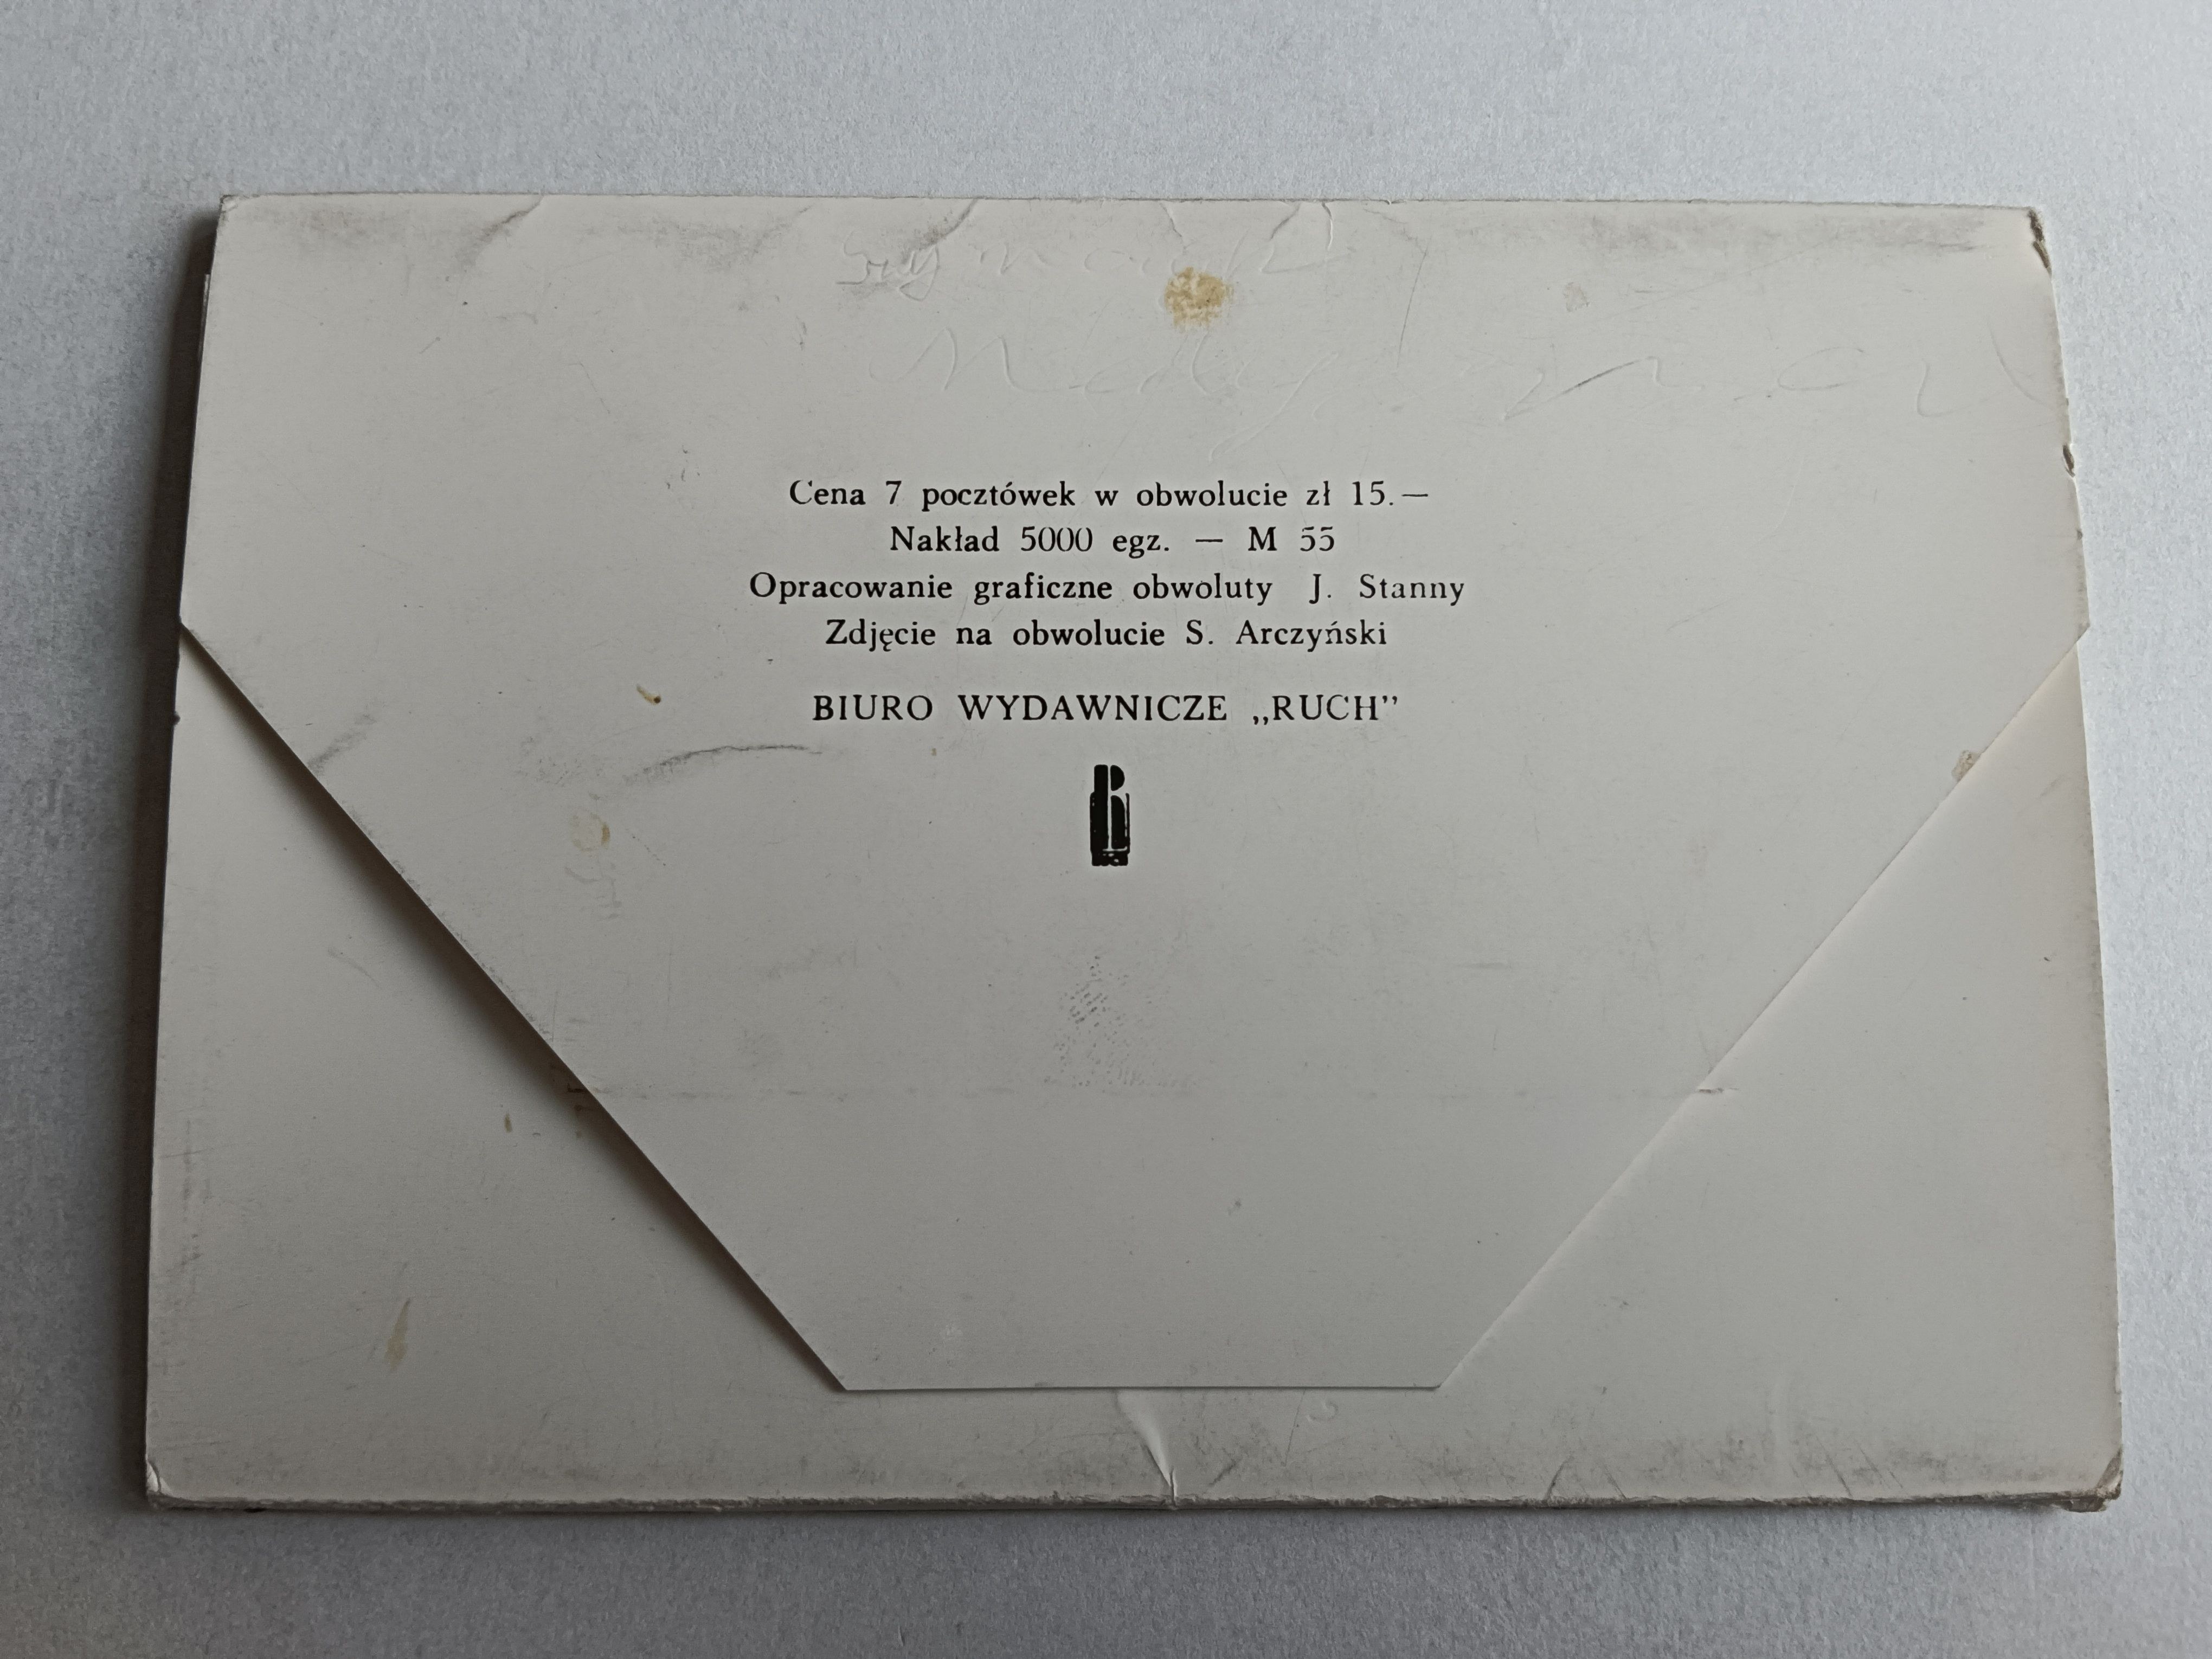 Cena 7 pocztówek w obwolucie zł 15.—
Nakład 5000 egz. — M 55
Opracowanie graficzne obwoluty J. Stanny
Zdjęcie na obwolucie S. Arczyński
BIURO WYDAWNICZE „RUCH”